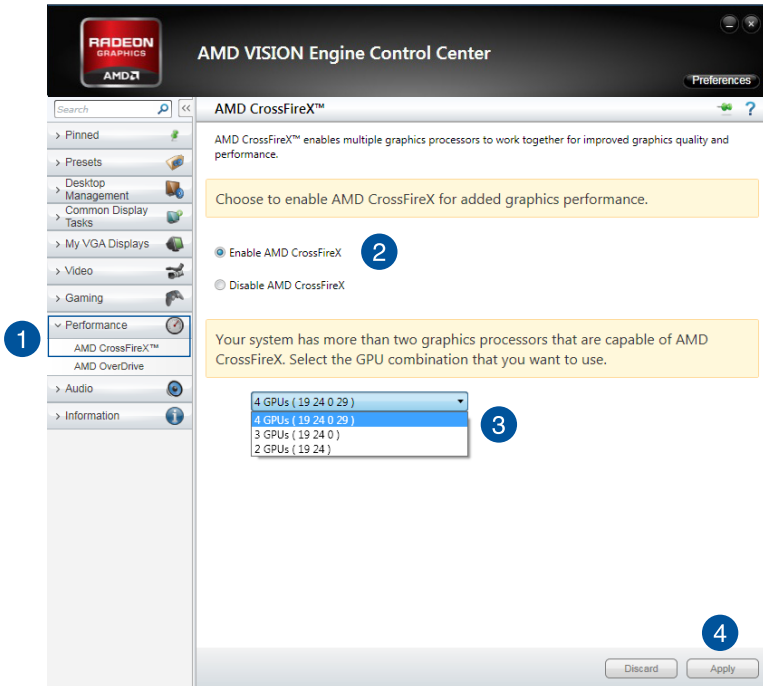 RADEON
GRAPHICS
AMD
AMD VISION Engine Control Center
Preferences
Search
<<
AMD CrossFireX™
?
Pinned
Presets
Desktop
Management
Common Display
Tasks
My VGA Displays
Video
Gaming
Performance
AMD CrossFireX™
AMD OverDrive
Audio
Information
1
AMD CrossFireX™ enables multiple graphics processors to work together for improved graphics quality and
performance.
Choose to enable AMD CrossFireX for added graphics performance.
Enable AMD CrossFireX
2
Disable AMD CrossFireX
Your system has more than two graphics processors that are capable of AMD
CrossFireX. Select the GPU combination that you want to use.
4 GPUs ( 19 24 0 29 )
4 GPUs ( 19 24 0 29 )
3 GPUs ( 19 24 0 )
2 GPUs ( 19 24 )
3
4
Discard
Apply